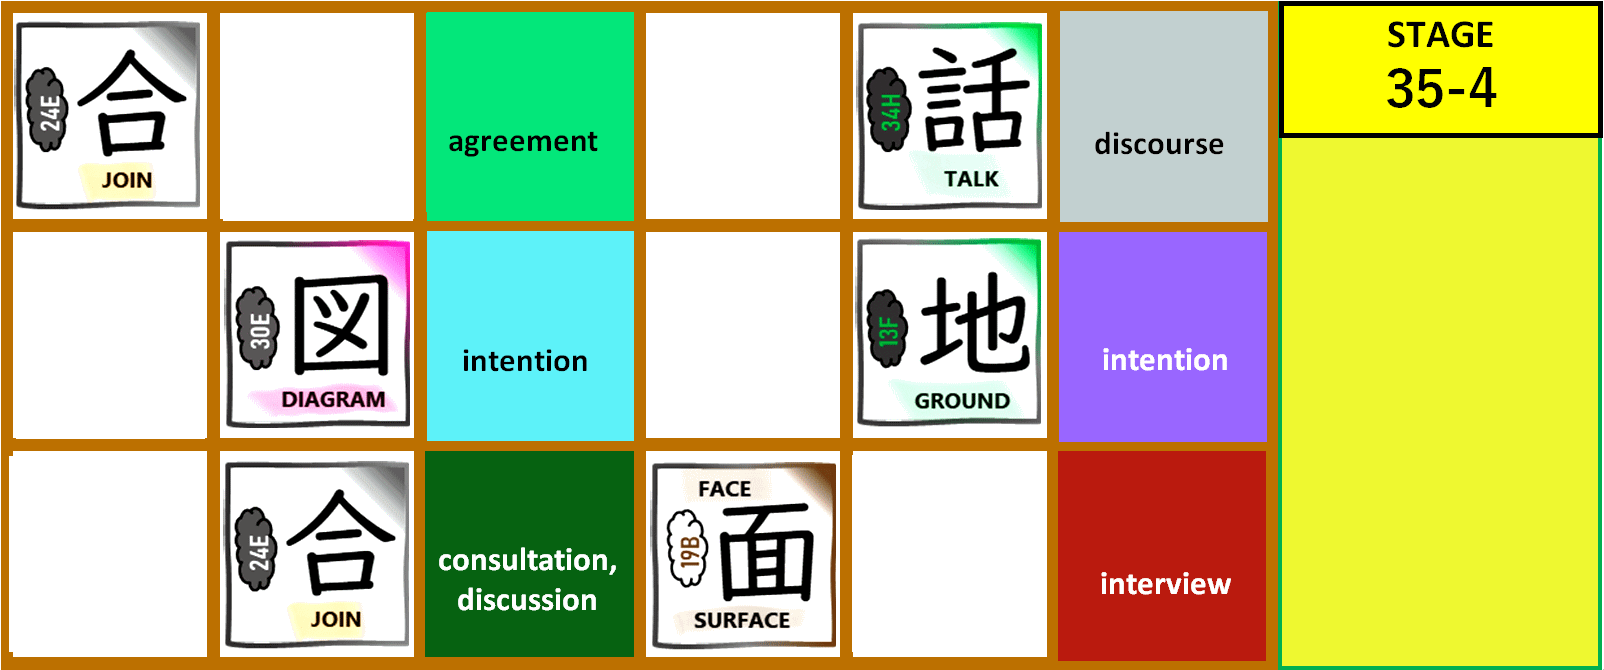 24E
合
JOIN
agreement
34H
話
TALK
discourse
STAGE
35-4
30E
図
DIAGRAM
intention
13F
地
GROUND
intention
24E
合
JOIN
consultation,
discussion
FACE
19B
面
SURFACE
interview